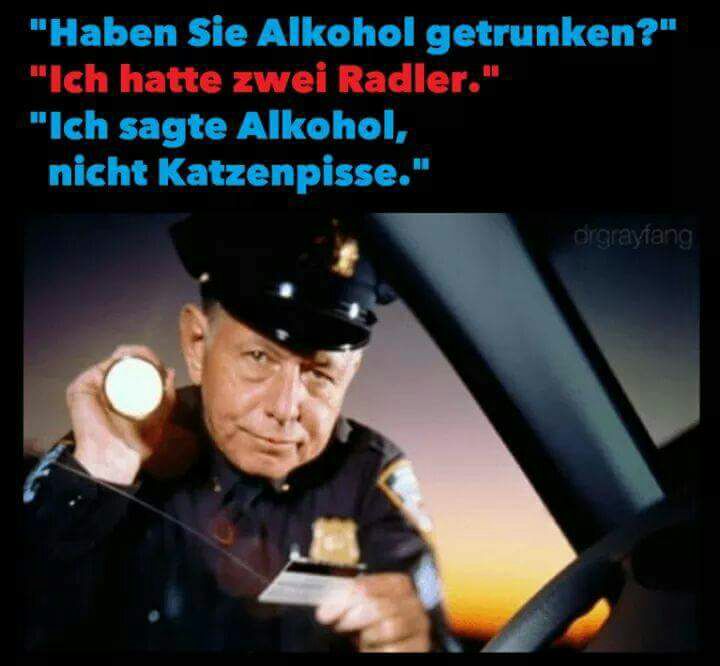 "Haben Sie Alkohol getrunken?"
"Ich hatte zwei Radler."
"Ich sagte Alkohol,
nicht Katzenpisse."
drgrayfang